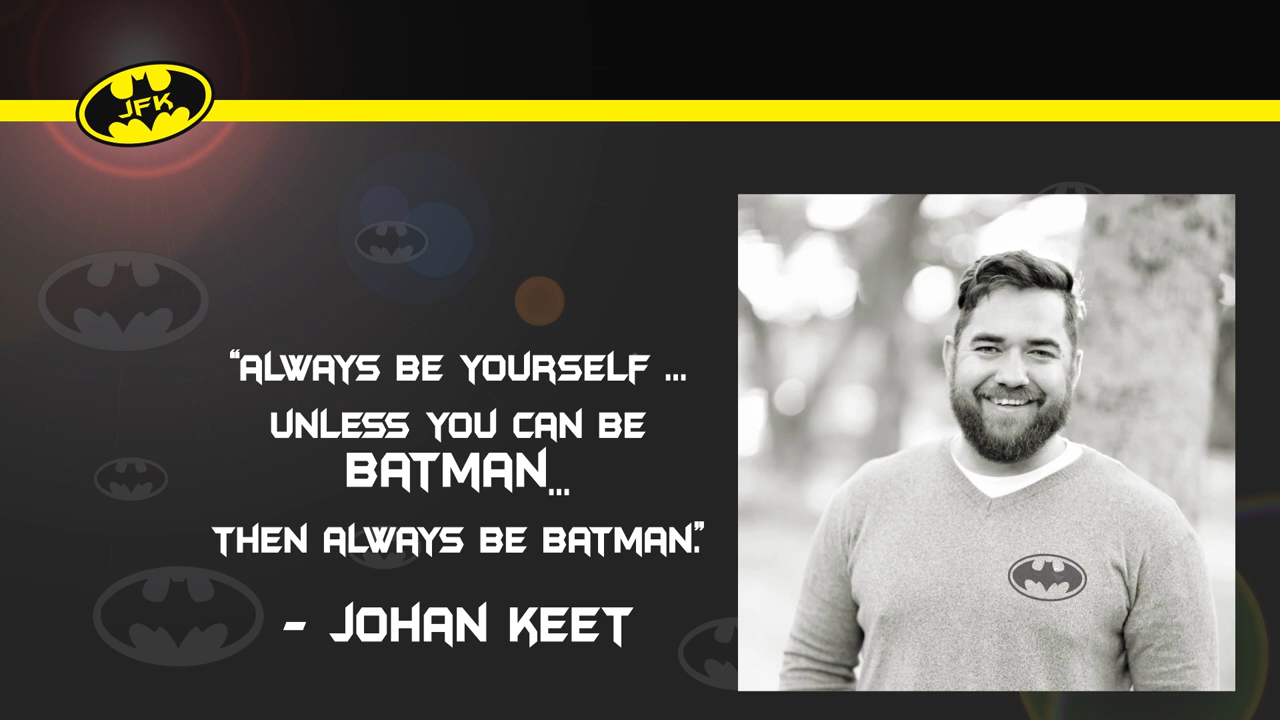 JFK
“ALWAYS BE YOURSELF ...
UNLESS YOU CAN BE
BATMAN...
THEN ALWAYS BE BATMAN.”
- JOHAN KEET